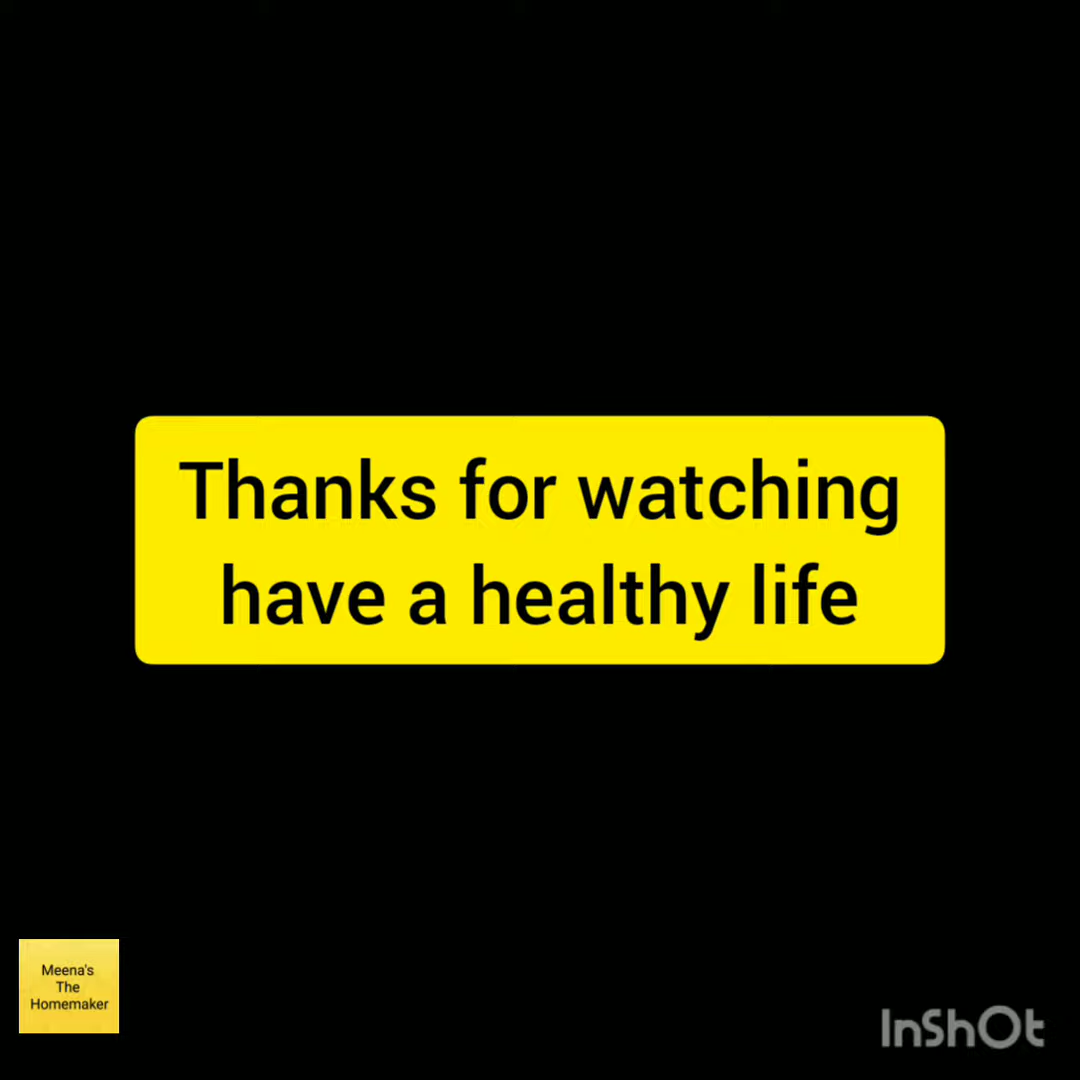 Thanks for watching
have a healthy life
Meena's
The
Homemaker
InShOt